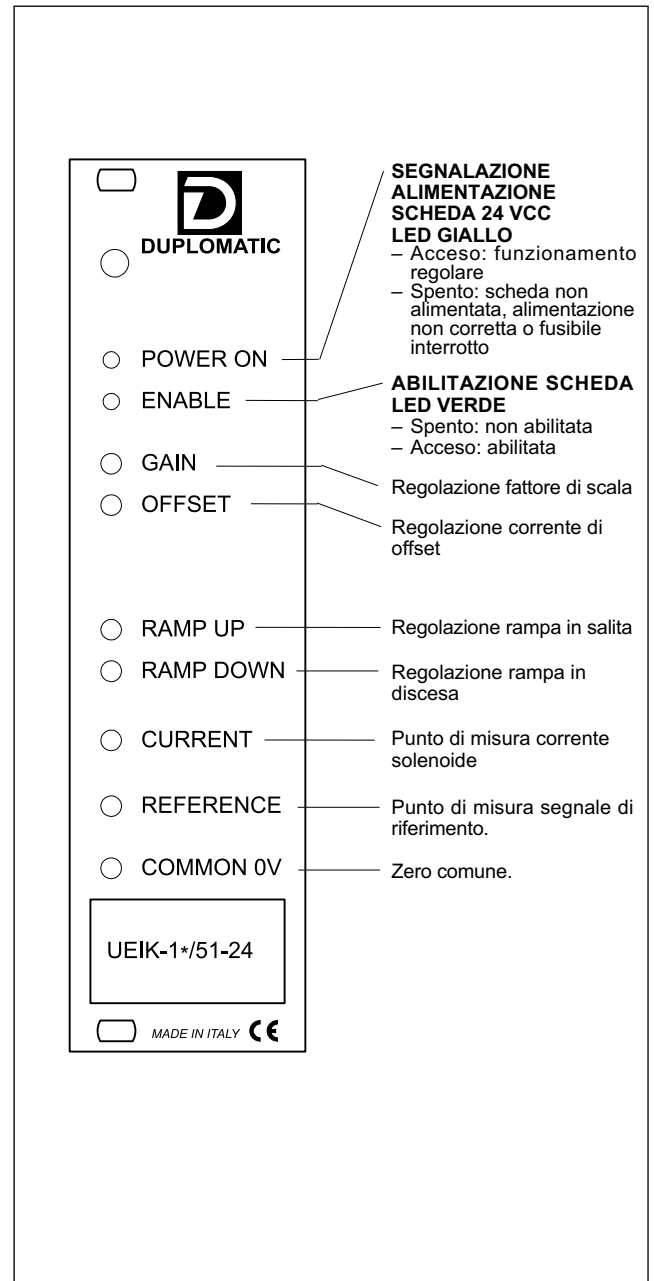 DUPLOMATIC
POWER ON
ENABLE
GAIN
OFFSET
RAMP UP
RAMP DOWN
CURRENT
REFERENCE
COMMON 0V
UEIK-1*/51-24
MADE IN ITALY CE
SEGNALAZIONE
ALIMENTAZIONE
SCHEDA 24 VCC
LED GIALLO
– Acceso: funzionamento
regolare
– Spento: scheda non
alimentata, alimentazione
non corretta o fusibile
interrotto
ABILITAZIONE SCHEDA
LED VERDE
– Spento: non abilitata
– Acceso: abilitata
Regolazione fattore di scala
Regolazione corrente di
offset
Regolazione rampa in salita
Regolazione rampa in
discesa
Punto di misura corrente
solenoide
Punto di misura segnale di
riferimento.
Zero comune.